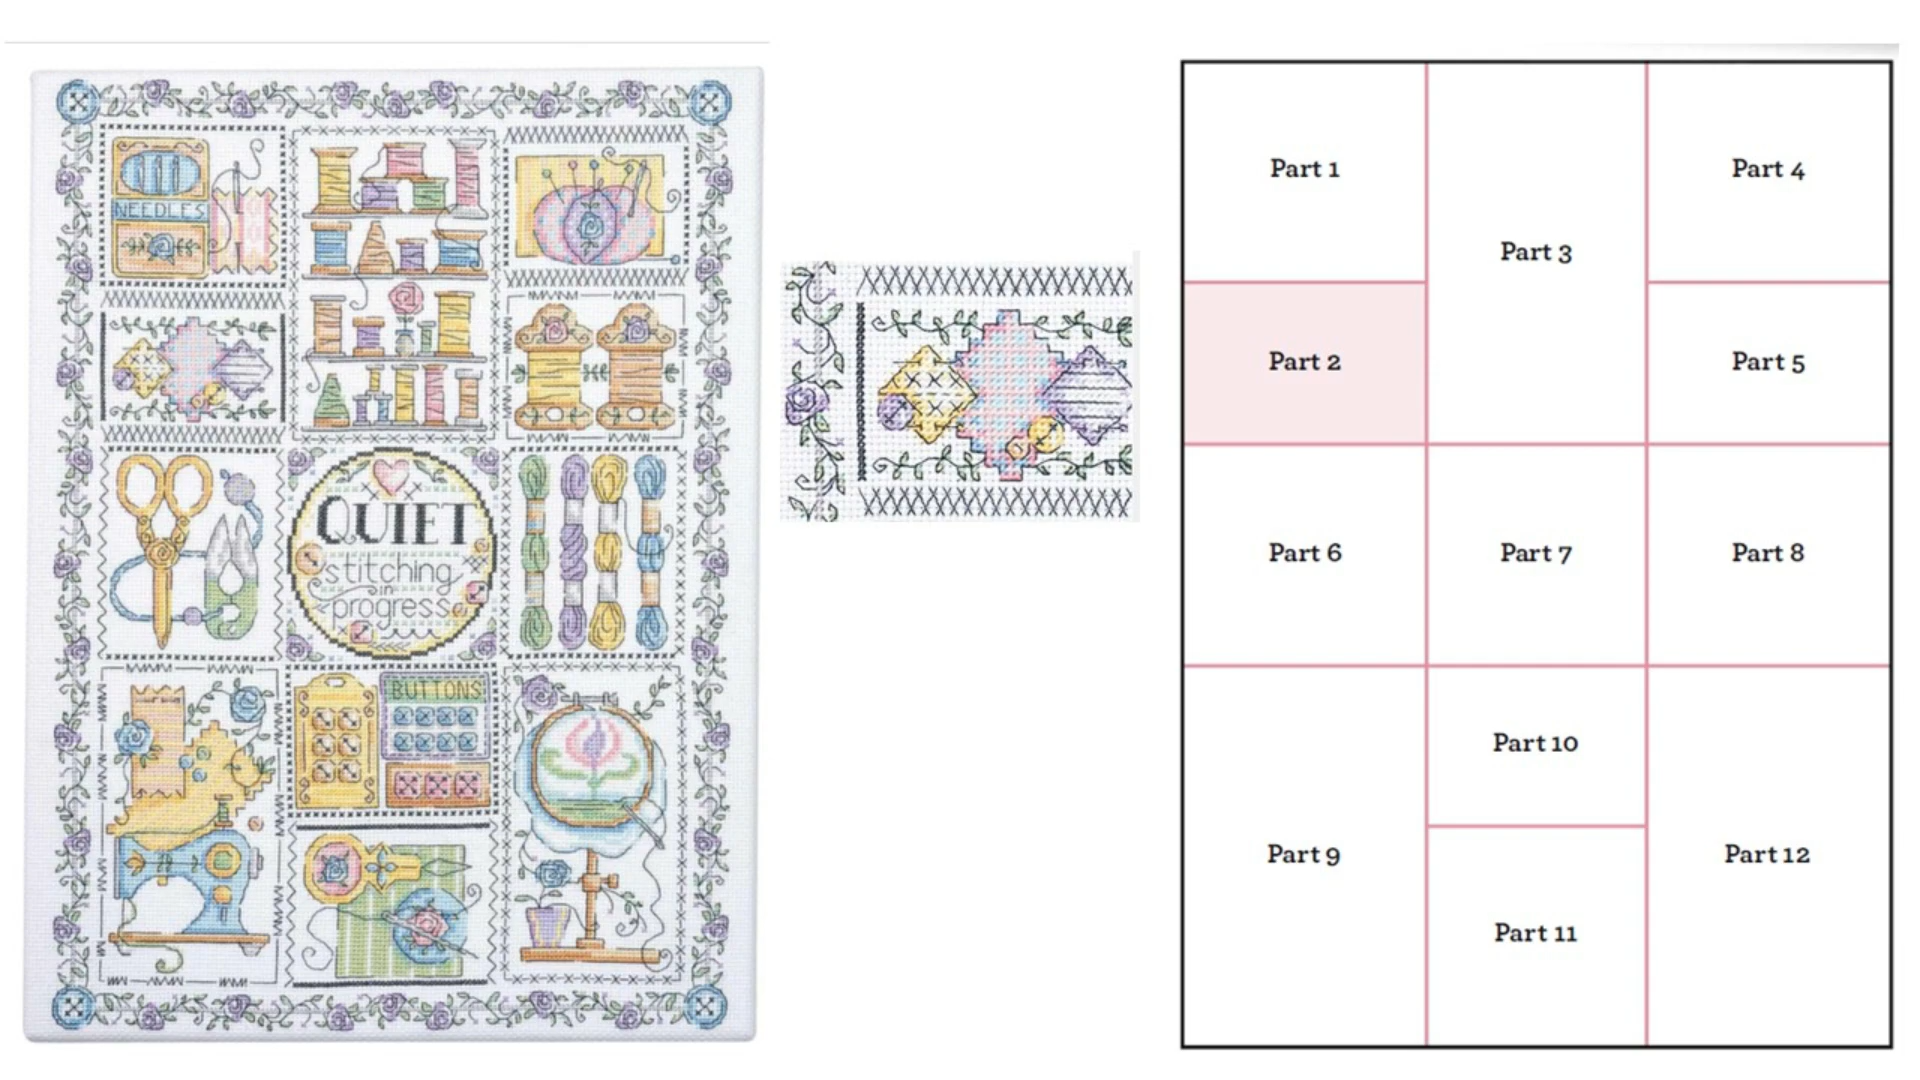 NEEDLES
QUIET
stitching
in
progress
BUTTONS
Part 1
Part 2
Part 3
Part 4
Part 5
Part 6
Part 7
Part 8
Part 9
Part 10
Part 11
Part 12